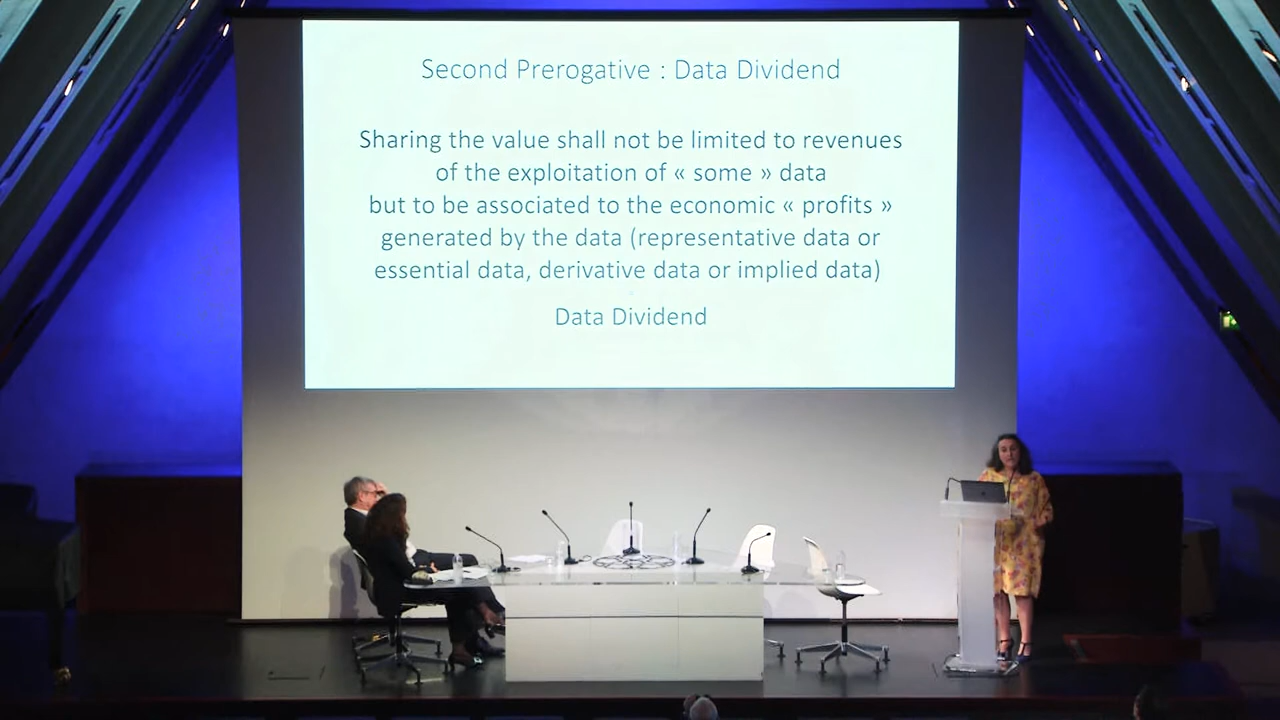 Second Prerogative : Data Dividend
Sharing the value shall not be limited to revenues
of the exploitation of « some » data
but to be associated to the economic « profits »
generated by the data (representative data or
essential data, derivative data or implied data)
Data Dividend